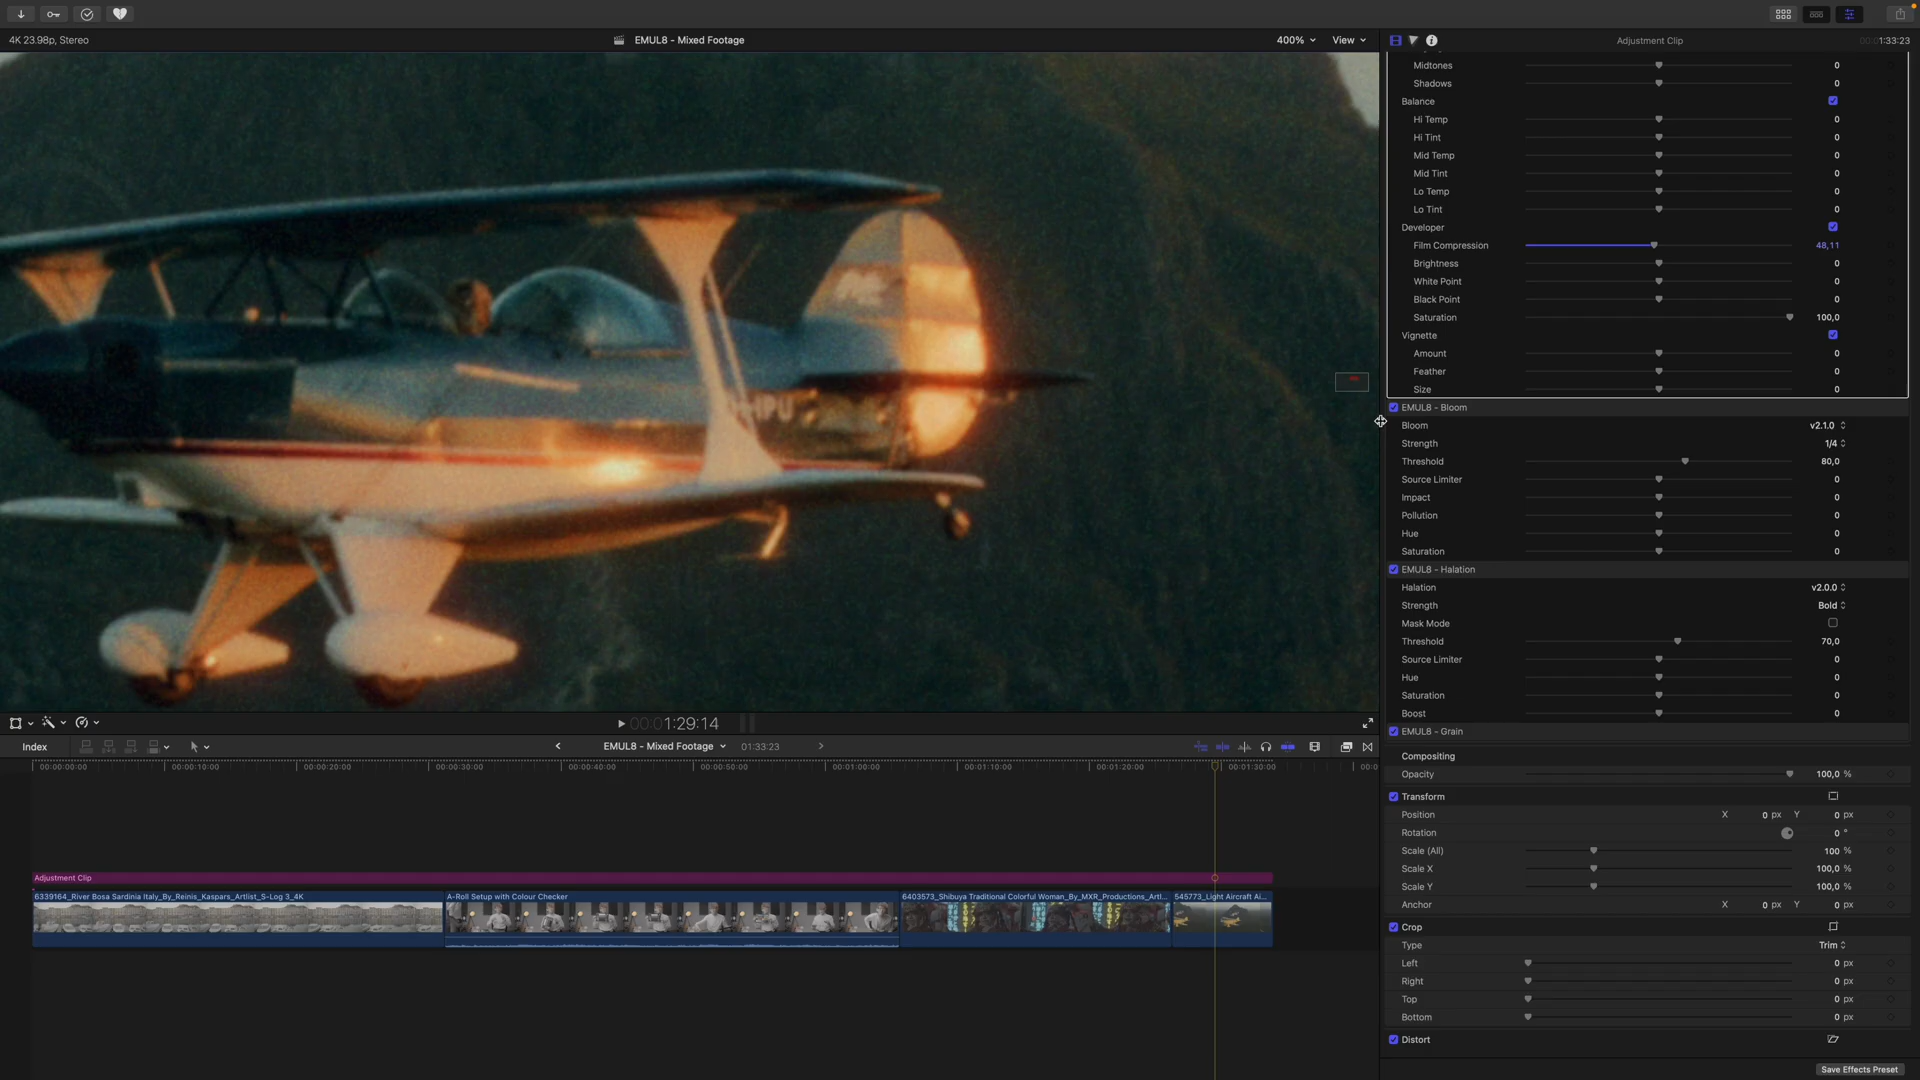 4K 23.98p, Stereo
EMUL8 - Mixed Footage
400%
View
Adjustment Clip
00:01:33:23
Midtones 0
Shadows 0
Balance
Hi Temp 0
Hi Tint 0
Mid Temp 0
Mid Tint 0
Lo Temp 0
Lo Tint 0
Developer
Film Compression 48,11
Brightness 0
White Point 0
Black Point 0
Saturation 100,0
Vignette
Amount 0
Feather 0
Size 0
EMUL8 - Bloom
Bloom v2.1.0
Strength 1/4
Threshold 80,0
Source Limiter 0
Impact 0
Pollution 0
Hue 0
Saturation 0
EMUL8 - Halation
Halation v2.0.0
Strength Bold
Mask Mode
Threshold 70,0
Source Limiter 0
Hue 0
Saturation 0
Boost 0
EMUL8 - Grain
Compositing
Opacity 100,0 %
Transform
Position X 0 px Y 0 px
Rotation 0 °
Scale (All) 100 %
Scale X 100,0 %
Scale Y 100,0 %
Anchor X 0 px Y 0 px
Crop
Type Trim
Left 0 px
Right 0 px
Top 0 px
Bottom 0 px
Distort
Save Effects Preset
00:01:29:14
Index
EMUL8 - Mixed Footage
01:33:23
00:00:00:00
00:00:10:00
00:00:20:00
00:00:30:00
00:00:40:00
00:00:50:00
00:01:00:00
00:01:10:00
00:01:20:00
00:01:30:00
00:0
Adjustment Clip
6339164_River Bosa Sardinia Italy_By_Reinis_Kaspars_Artlist_S-Log 3_4K
A-Roll Setup with Colour Checker
6403573_Shibuya Traditional Colorful Woman_By_MXR_Productions_Artl...
545773_Light Aircraft Ai...